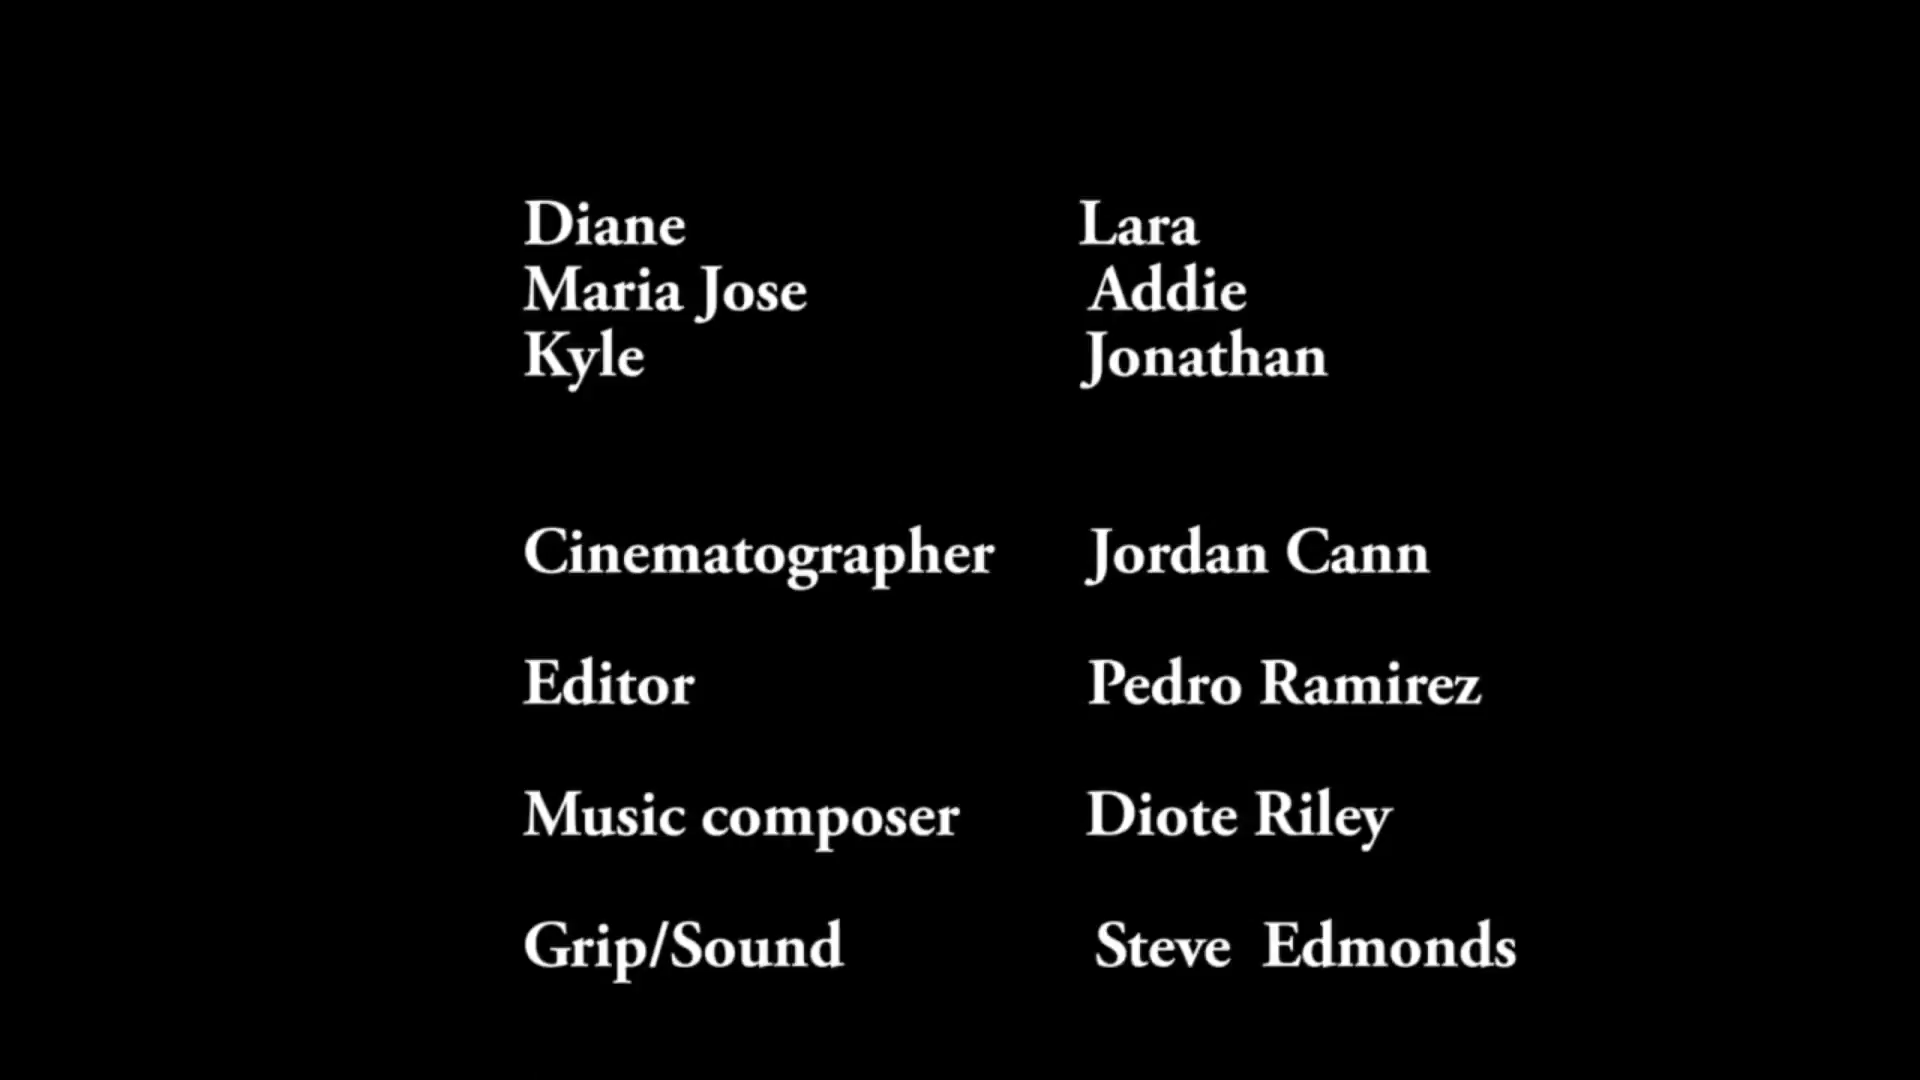 Diane Lara
Maria Jose Addie
Kyle Jonathan
Cinematographer Jordan Cann
Editor Pedro Ramirez
Music composer Diote Riley
Grip/Sound Steve Edmonds